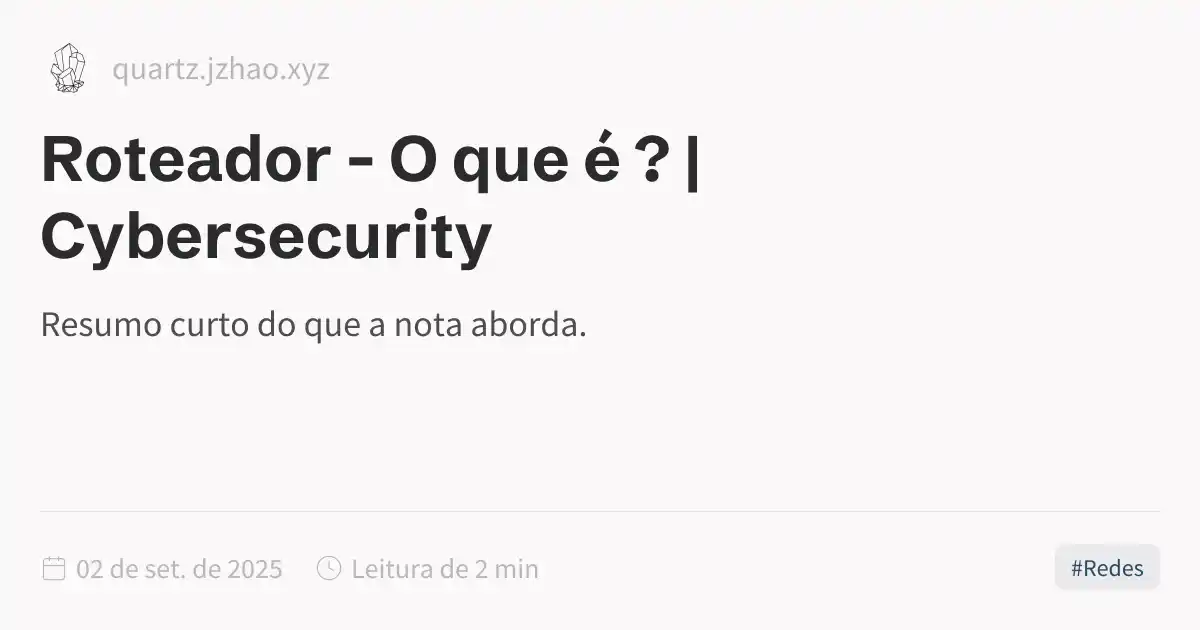 quartz.jzhao.xyz
Roteador - O que é ? |
Cybersecurity
Resumo curto do que a nota aborda.
02 de set. de 2025
Leitura de 2 min
#Redes